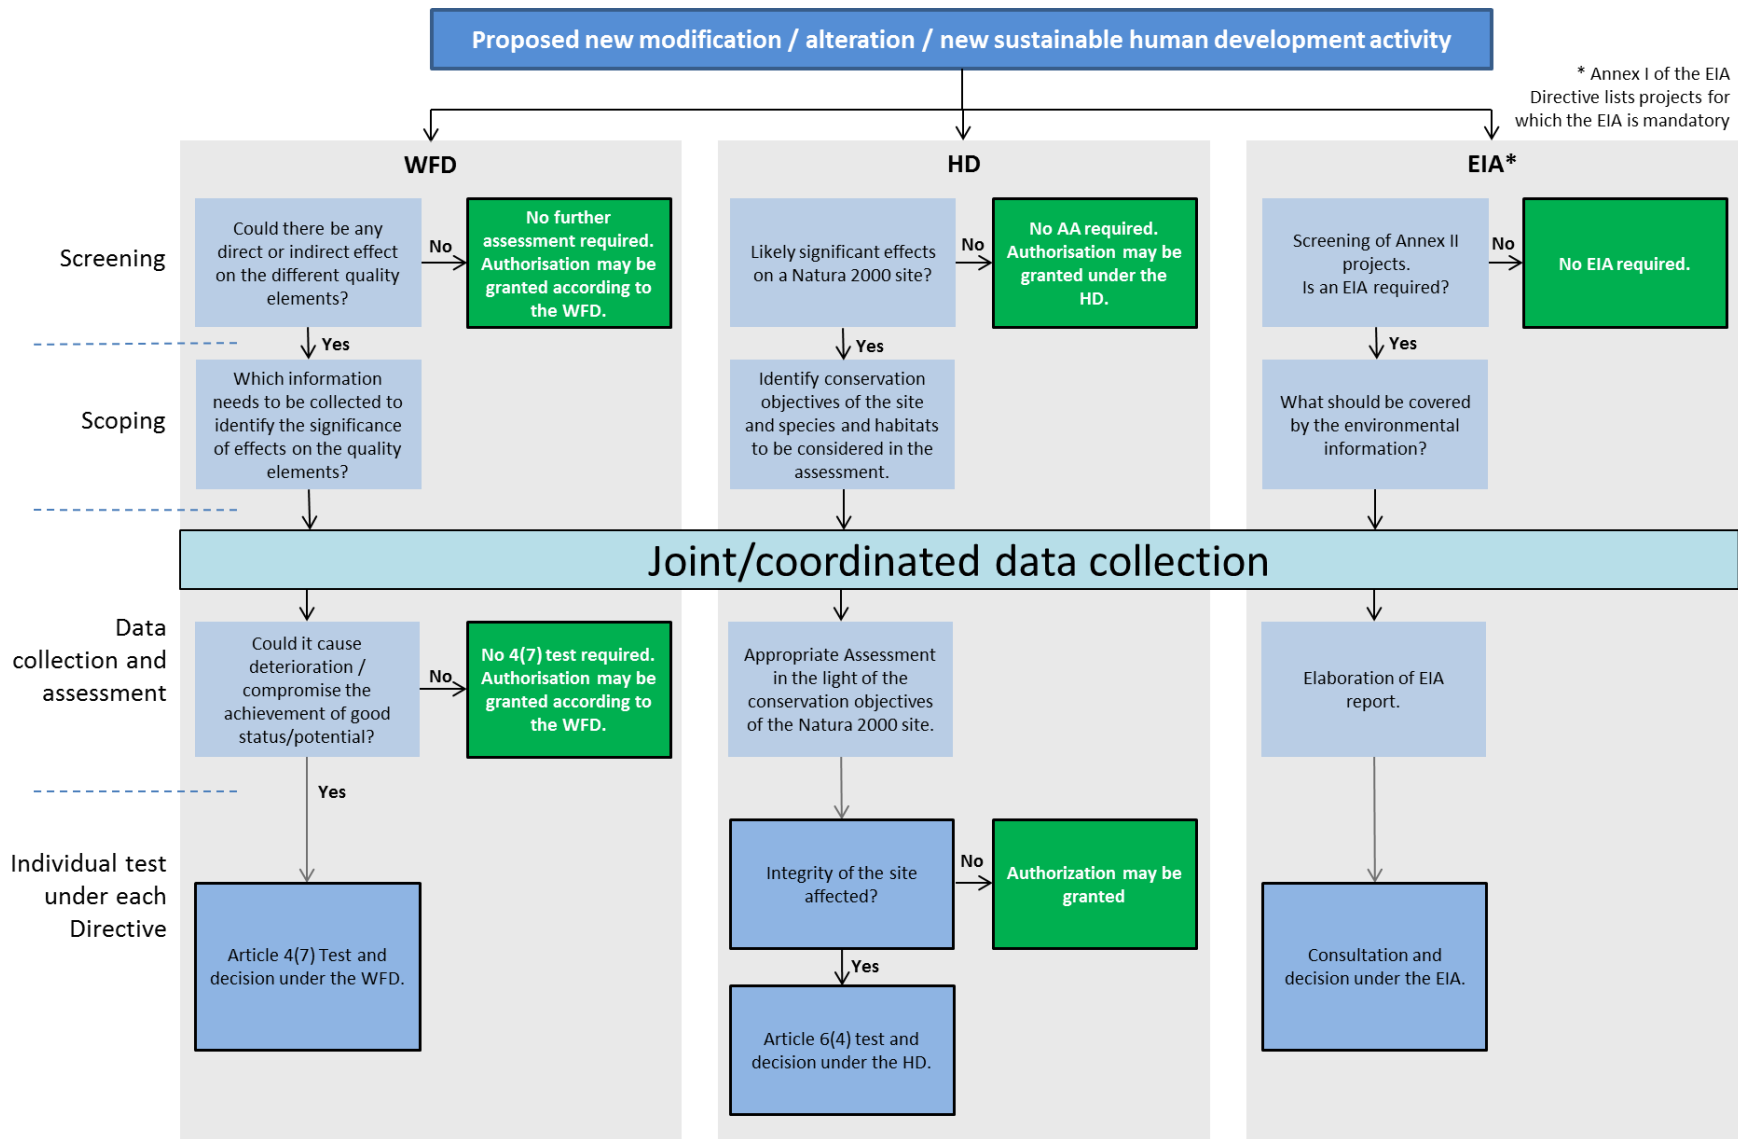 Proposed new modification / alteration / new sustainable human development activity
* Annex I of the EIA
Directive lists projects for
which the EIA is mandatory
WFD
HD
EIA*
Screening
Could there be any
direct or indirect effect
on the different quality
elements?
No
No further
assessment required.
Authorisation may be
granted according to
the WFD.
Likely significant effects
on a Natura 2000 site?
No
No AA required.
Authorisation may be
granted under the
HD.
Screening of Annex II
projects.
Is an EIA required?
No
No EIA required.
Yes
Yes
Yes
Scoping
Which information
needs to be collected to
identify the significance
of effects on the quality
elements?
Identify conservation
objectives of the site
and species and habitats
to be considered in the
assessment.
What should be covered
by the environmental
information?
Joint/coordinated data collection
Data
collection and
assessment
Could it cause
deterioration /
compromise the
achievement of good
status/potential?
No
No 4(7) test required.
Authorisation may be
granted according to
the WFD.
Appropriate Assessment
in the light of the
conservation objectives
of the Natura 2000 site.
Elaboration of EIA
report.
Yes
Individual test
under each
Directive
Article 4(7) Test and
decision under the WFD.
Integrity of the site
affected?
No
Authorization may be
granted
Yes
Article 6(4) test and
decision under the HD.
Consultation and
decision under the EIA.